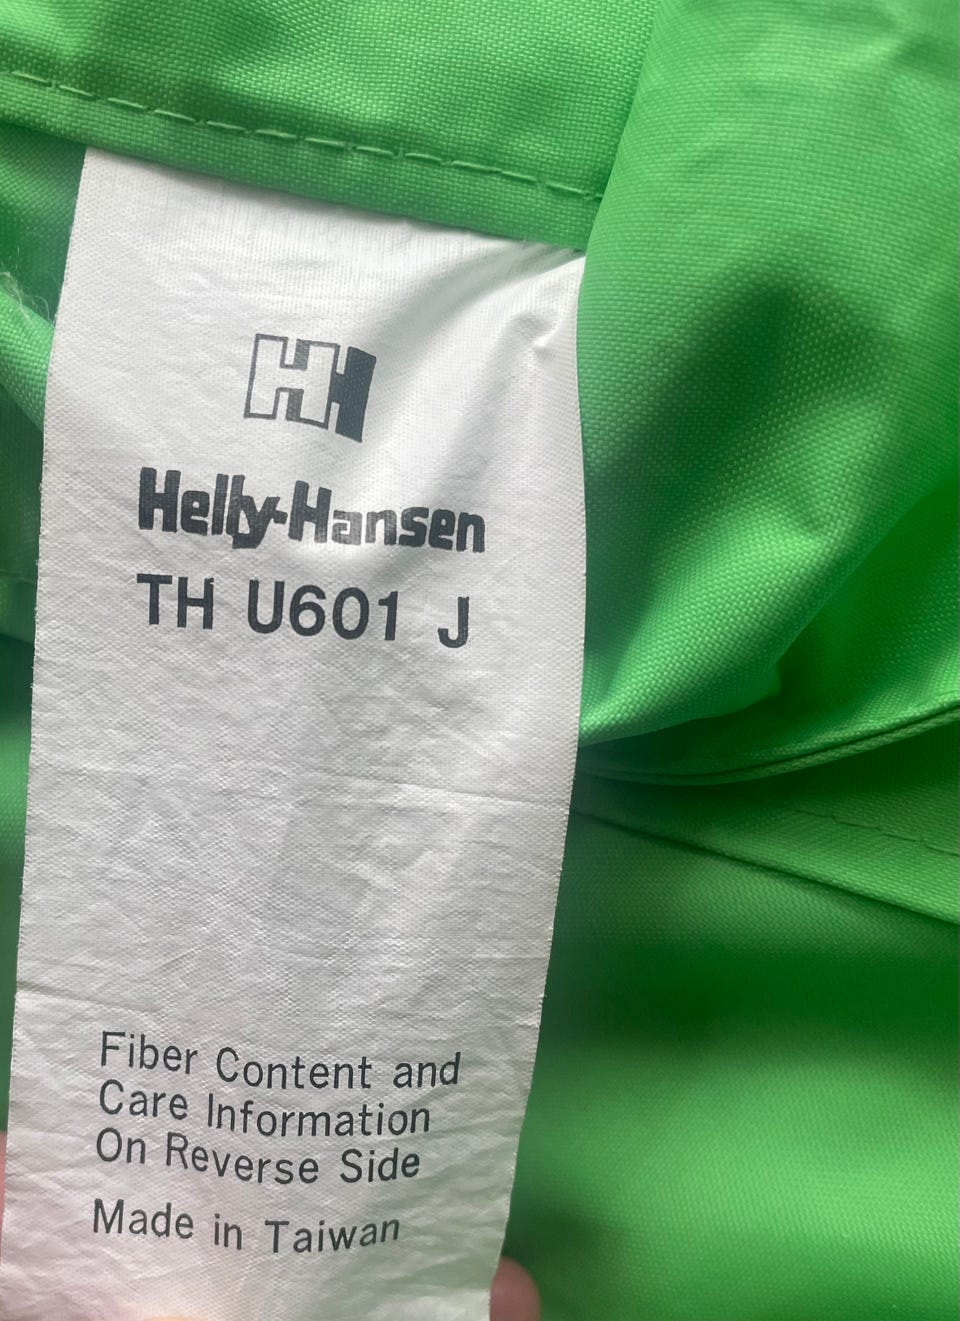 HH
Helly-Hansen
TH U601 J
Fiber Content and
Care Information
On Reverse Side
Made in Taiwan